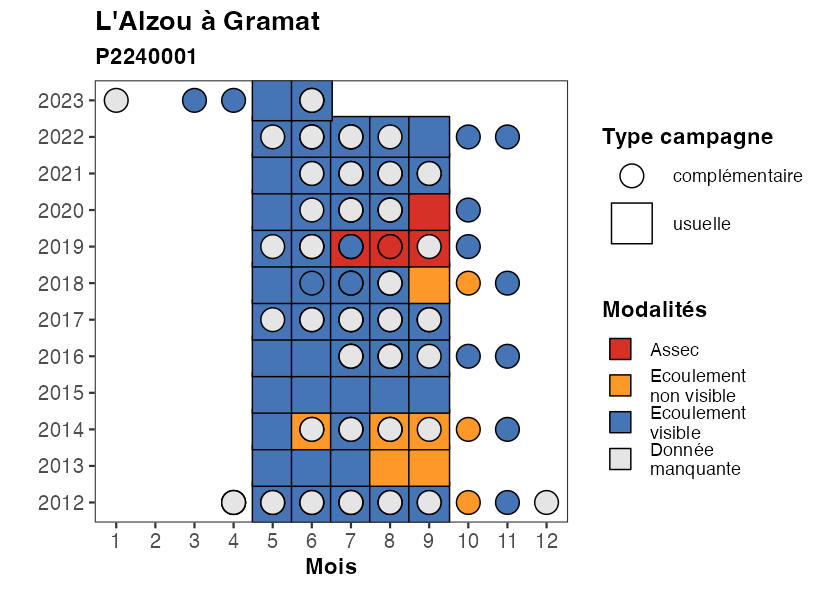 L'Alzou à Gramat
P2240001
2023
2022
2021
2020
2019
2018
2017
2016
2015
2014
2013
2012
1 2 3 4 5 6 7 8 9 10 11 12
Mois
Type campagne
complémentaire
usuelle
Modalités
Assec
Ecoulement
non visible
Ecoulement
visible
Donnée
manquante